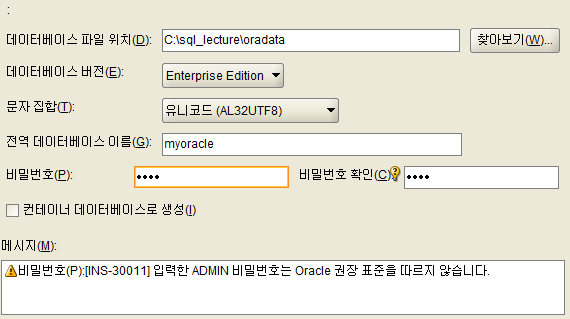 :
데이터베이스 파일 위치(D): C:\sql_lecture\oradata 찾아보기(W)...
데이터베이스 버전(E): Enterprise Edition
문자 집합(T): 유니코드 (AL32UTF8)
전역 데이터베이스 이름(G): myoracle
비밀번호(P): •••• 비밀번호 확인(C) ••••
컨테이너 데이터베이스로 생성(I)
메시지(M):
비밀번호(P):[INS-30011] 입력한 ADMIN 비밀번호는 Oracle 권장 표준을 따르지 않습니다.